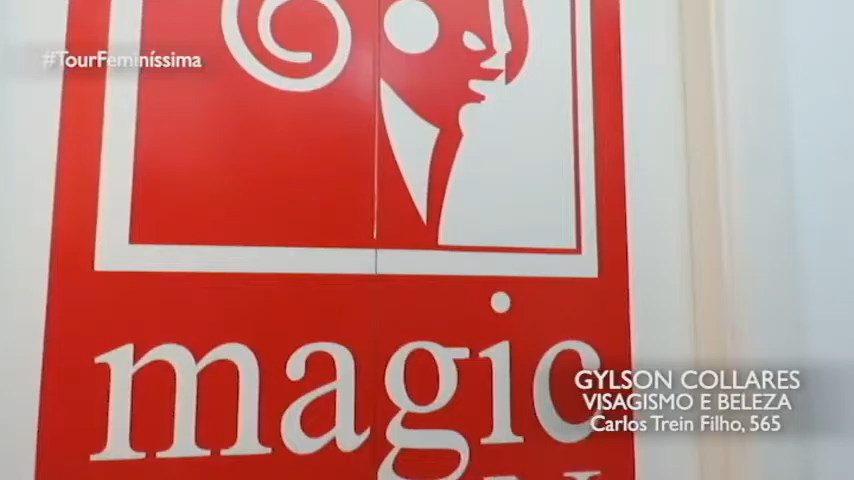 #TourFeminíssima
magic
GYLSON COLLARES
VISAGISMO E BELEZA
Carlos Trein Filho, 565